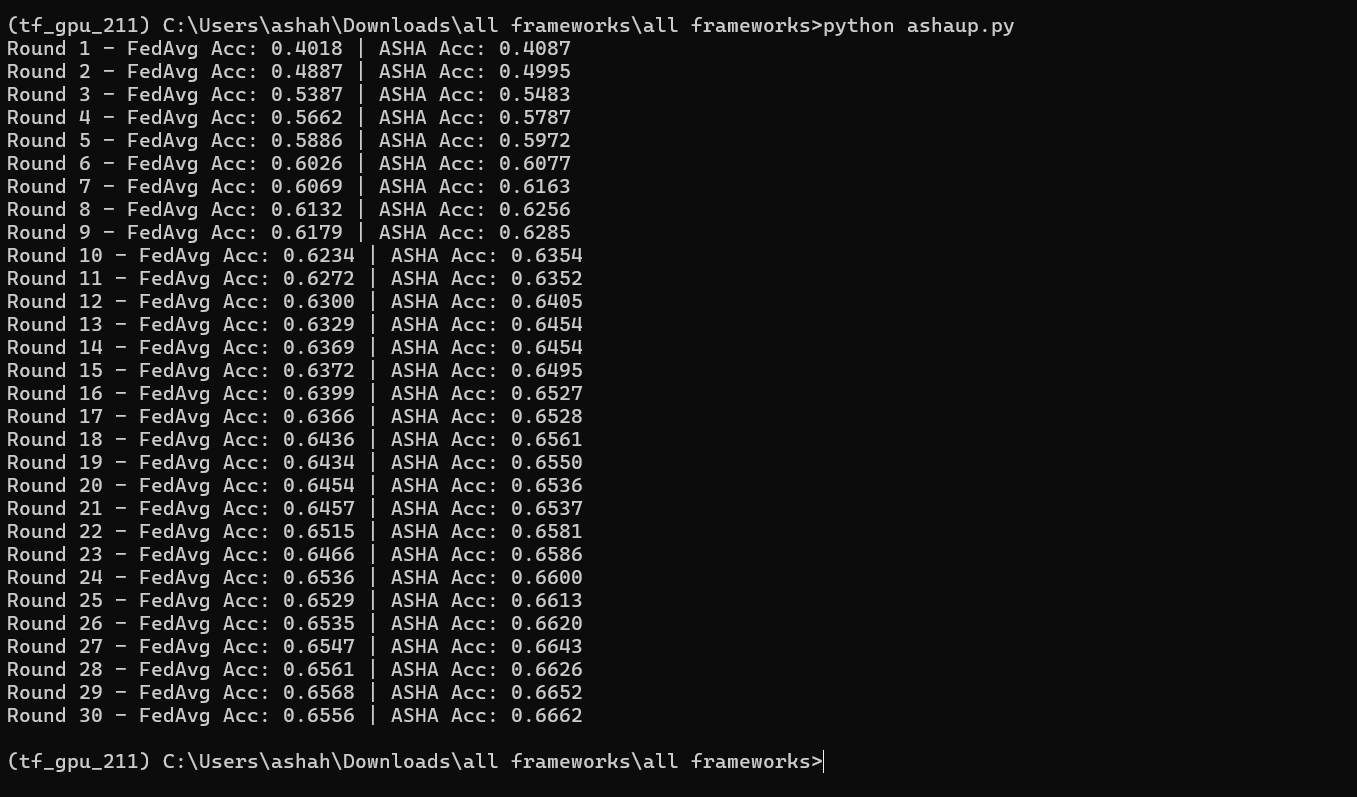 (tf_gpu_211) C:\Users\ashah\Downloads\all frameworks\all frameworks>python ashaup.py
Round 1 - FedAvg Acc: 0.4018 | ASHA Acc: 0.4087
Round 2 - FedAvg Acc: 0.4887 | ASHA Acc: 0.4995
Round 3 - FedAvg Acc: 0.5387 | ASHA Acc: 0.5483
Round 4 - FedAvg Acc: 0.5662 | ASHA Acc: 0.5787
Round 5 - FedAvg Acc: 0.5886 | ASHA Acc: 0.5972
Round 6 - FedAvg Acc: 0.6026 | ASHA Acc: 0.6077
Round 7 - FedAvg Acc: 0.6069 | ASHA Acc: 0.6163
Round 8 - FedAvg Acc: 0.6132 | ASHA Acc: 0.6256
Round 9 - FedAvg Acc: 0.6179 | ASHA Acc: 0.6285
Round 10 - FedAvg Acc: 0.6234 | ASHA Acc: 0.6354
Round 11 - FedAvg Acc: 0.6272 | ASHA Acc: 0.6352
Round 12 - FedAvg Acc: 0.6300 | ASHA Acc: 0.6405
Round 13 - FedAvg Acc: 0.6329 | ASHA Acc: 0.6454
Round 14 - FedAvg Acc: 0.6369 | ASHA Acc: 0.6454
Round 15 - FedAvg Acc: 0.6372 | ASHA Acc: 0.6495
Round 16 - FedAvg Acc: 0.6399 | ASHA Acc: 0.6527
Round 17 - FedAvg Acc: 0.6366 | ASHA Acc: 0.6528
Round 18 - FedAvg Acc: 0.6436 | ASHA Acc: 0.6561
Round 19 - FedAvg Acc: 0.6434 | ASHA Acc: 0.6550
Round 20 - FedAvg Acc: 0.6454 | ASHA Acc: 0.6536
Round 21 - FedAvg Acc: 0.6457 | ASHA Acc: 0.6537
Round 22 - FedAvg Acc: 0.6515 | ASHA Acc: 0.6581
Round 23 - FedAvg Acc: 0.6466 | ASHA Acc: 0.6586
Round 24 - FedAvg Acc: 0.6536 | ASHA Acc: 0.6600
Round 25 - FedAvg Acc: 0.6529 | ASHA Acc: 0.6613
Round 26 - FedAvg Acc: 0.6535 | ASHA Acc: 0.6620
Round 27 - FedAvg Acc: 0.6547 | ASHA Acc: 0.6643
Round 28 - FedAvg Acc: 0.6561 | ASHA Acc: 0.6626
Round 29 - FedAvg Acc: 0.6568 | ASHA Acc: 0.6652
Round 30 - FedAvg Acc: 0.6556 | ASHA Acc: 0.6662
(tf_gpu_211) C:\Users\ashah\Downloads\all frameworks\all frameworks>